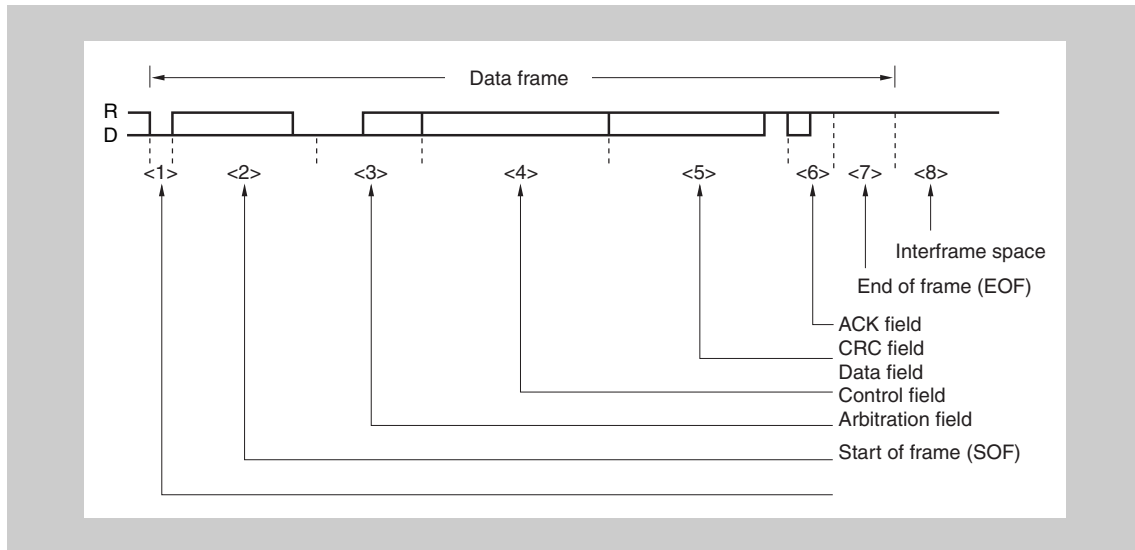 Data frame
R
D
<1> <2> <3> <4> <5> <6> <7> <8>
Interframe space
End of frame (EOF)
ACK field
CRC field
Data field
Control field
Arbitration field
Start of frame (SOF)